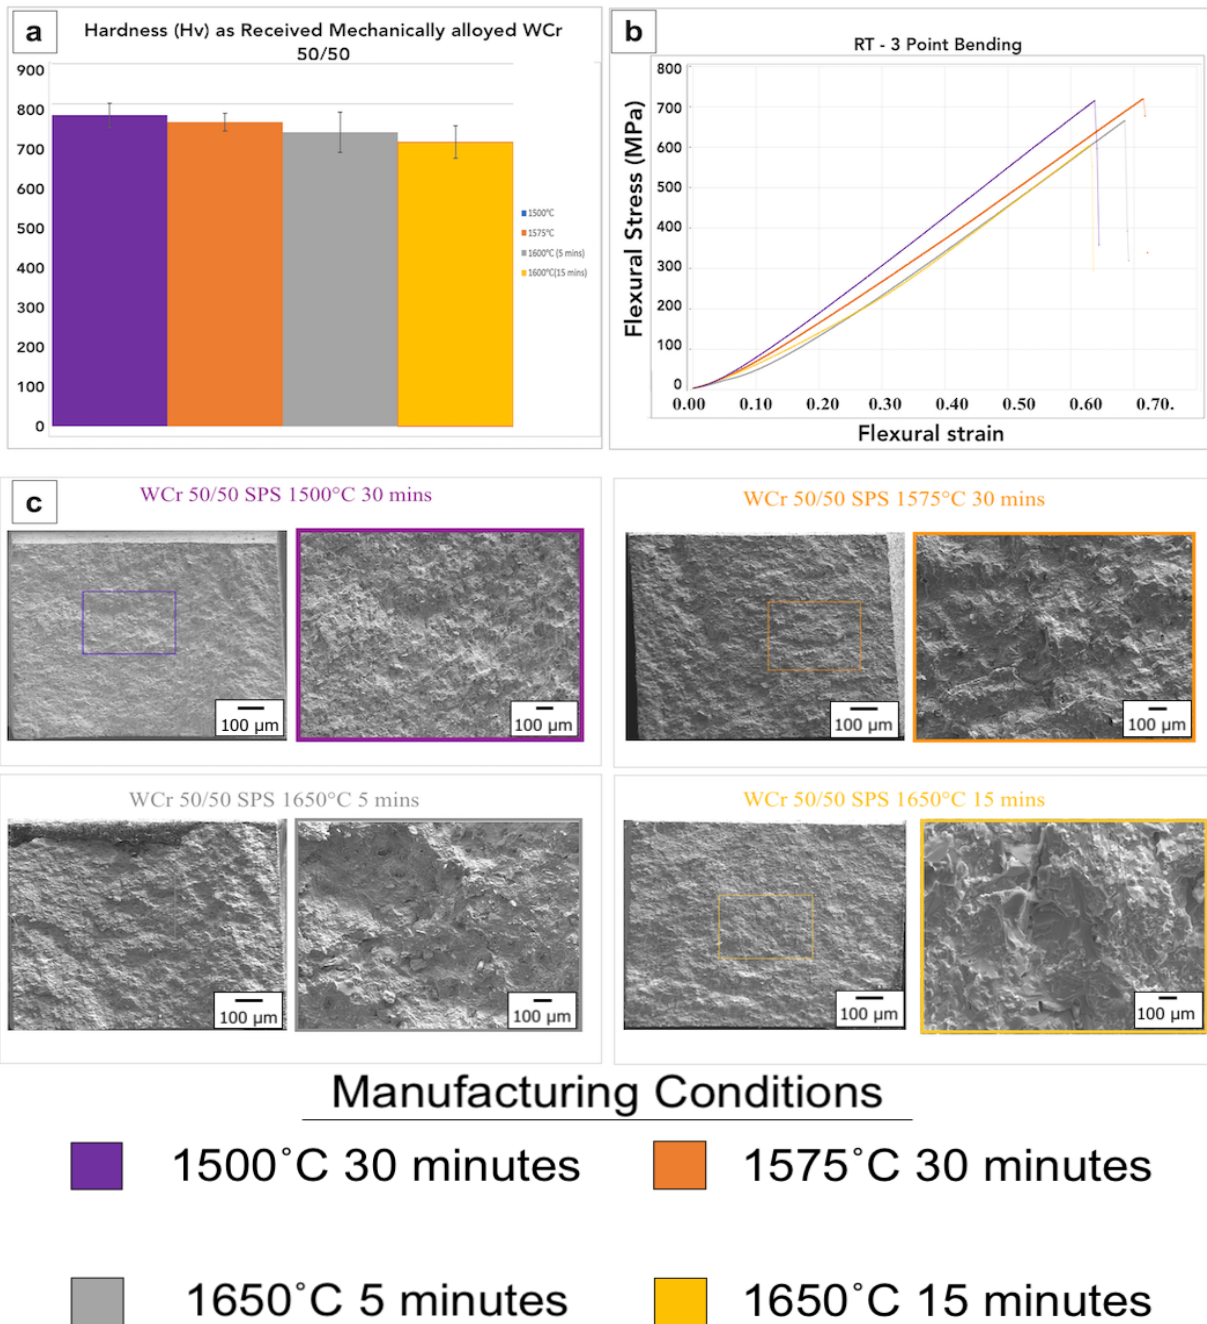 a
Hardness (Hv) as Received Mechanically alloyed WCr
50/50
900
800
700
600
500
400
300
200
100
0
1500°C
1575°C
1600°C (5 mins)
1600°C(15 mins)
b
RT - 3 Point Bending
Flexural Stress (MPa)
800
700
600
500
400
300
200
100
0
0.00 0.10 0.20 0.30 0.40 0.50 0.60 0.70.
Flexural strain
c
WCr 50/50 SPS 1500°C 30 mins
100 µm
100 µm
WCr 50/50 SPS 1575°C 30 mins
100 µm
100 µm
WCr 50/50 SPS 1650°C 5 mins
100 µm
100 µm
WCr 50/50 SPS 1650°C 15 mins
100 µm
100 µm
Manufacturing Conditions
1500˚C 30 minutes
1575˚C 30 minutes
1650˚C 5 minutes
1650˚C 15 minutes